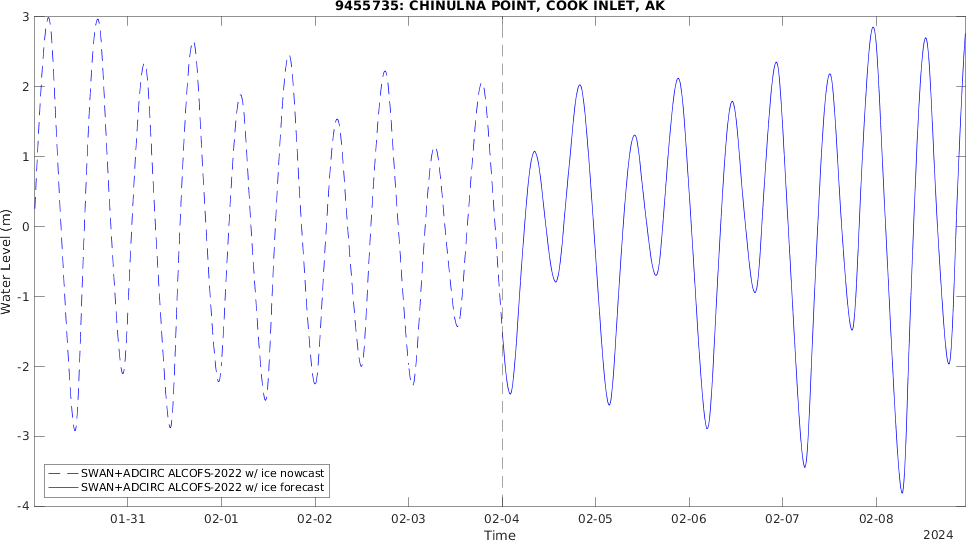 9455735: CHINULNA POINT, COOK INLET, AK
3
2
1
0
-1
-2
-3
-4
Water Level (m)
SWAN+ADCIRC ALCOFS-2022 w/ ice nowcast
SWAN+ADCIRC ALCOFS-2022 w/ ice forecast
01-31 02-01 02-02 02-03 02-04 02-05 02-06 02-07 02-08
Time
2024